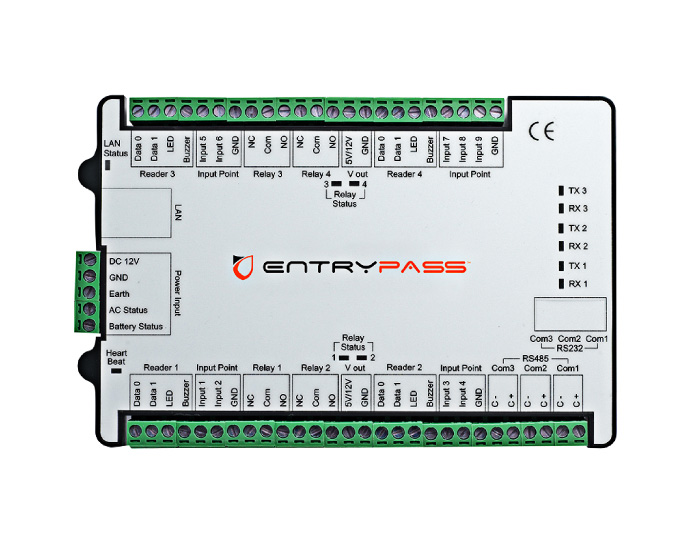 Data 0 Data 1 LED Buzzer Input 5 Input 6 GND NC Com NO NC Com NO 5V/12V GND Data 0 Data 1 LED Buzzer Input 7 Input 8 Input 9 GND
Reader 3 Input Point Relay 3 Relay 4 V out Reader 4 Input Point
3 4
Relay
Status
LAN
Status
CE
LAN
TX 3
RX 3
TX 2
RX 2
TX 1
RX 1
DC 12V
GND
Earth
AC Status
Battery Status
Power Input
ENTRYPASS™
Com3 Com2 Com1
RS232
Heart
Beat
Relay
Status
1 2
RS485
Reader 1 Input Point Relay 1 Relay 2 V out Reader 2 Input Point Com3 Com2 Com1
Data 0 Data 1 LED Buzzer Input 1 Input 2 GND NC Com NO NC Com NO 5V/12V GND Data 0 Data 1 LED Buzzer Input 3 Input 4 GND C- C+ C- C+ C- C+